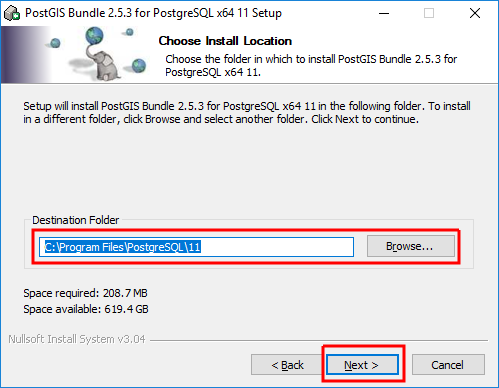 PostGIS Bundle 2.5.3 for PostgreSQL x64 11 Setup
Choose Install Location
Choose the folder in which to install PostGIS Bundle 2.5.3 for
PostgreSQL x64 11.
Setup will install PostGIS Bundle 2.5.3 for PostgreSQL x64 11 in the following folder. To install
in a different folder, click Browse and select another folder. Click Next to continue.
Destination Folder
C:\Program Files\PostgreSQL\11
Browse...
Space required: 208.7 MB
Space available: 619.4 GB
Nullsoft Install System v3.04
< Back
Next >
Cancel